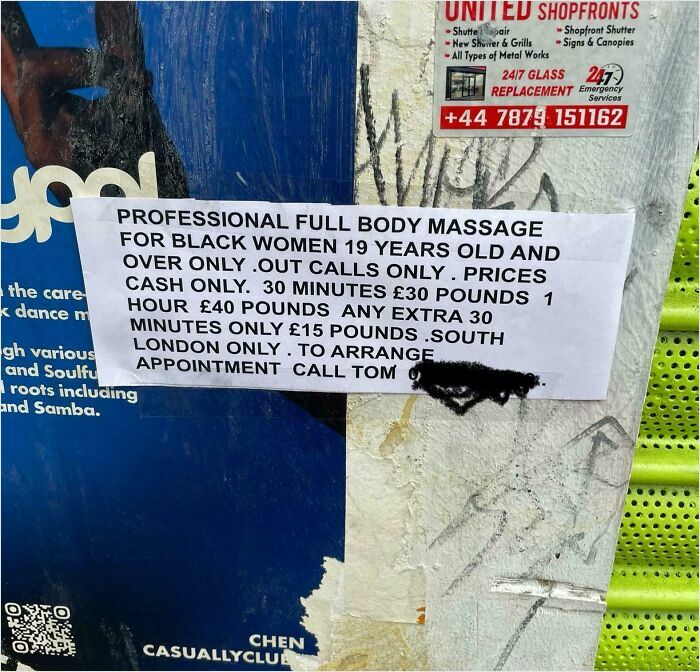 UNITED SHOPFRONTS
Shutte pair
Shopfront Shutter
New Shutter & Grills
Signs & Canopies
All Types of Metal Works
24/7 GLASS
REPLACEMENT
24/7
Emergency
Services
+44 7879 151162
ypol
PROFESSIONAL FULL BODY MASSAGE
FOR BLACK WOMEN 19 YEARS OLD AND
OVER ONLY .OUT CALLS ONLY . PRICES
CASH ONLY. 30 MINUTES £30 POUNDS 1
HOUR £40 POUNDS ANY EXTRA 30
MINUTES ONLY £15 POUNDS .SOUTH
LONDON ONLY . TO ARRANGE
APPOINTMENT CALL TOM 0
the care-
k dance m
gh various
and Soulfu
roots including
and Samba.
CHEN
CASUALLYCLUB